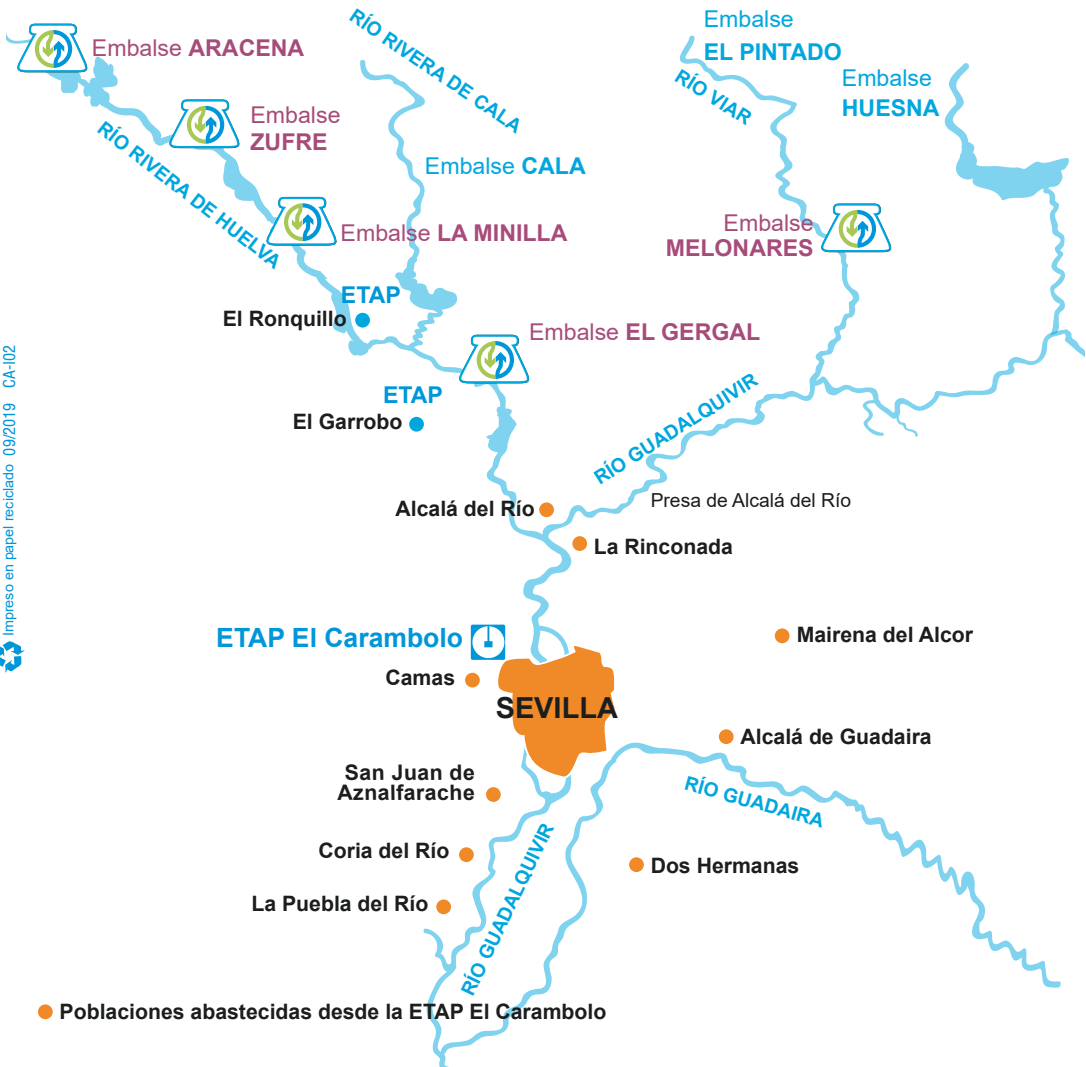 Embalse ARACENA
RÍO RIVERA DE CALA
Embalse
EL PINTADO
RÍO VIAR
Embalse
HUESNA
Embalse
ZUFRE
RÍO RIVERA DE HUELVA
Embalse CALA
Embalse LA MINILLA
Embalse
MELONARES
ETAP
El Ronquillo
Embalse EL GERGAL
ETAP
El Garrobo
RÍO GUADALQUIVIR
Impreso en papel reciclado 09/2019 CA-I02
Alcalá del Río
Presa de Alcalá del Río
La Rinconada
ETAP El Carambolo
Mairena del Alcor
Camas
SEVILLA
Alcalá de Guadaira
San Juan de
Aznalfarache
RÍO GUADAIRA
Coria del Río
Dos Hermanas
La Puebla del Río
RÍO GUADALQUIVIR
Poblaciones abastecidas desde la ETAP El Carambolo